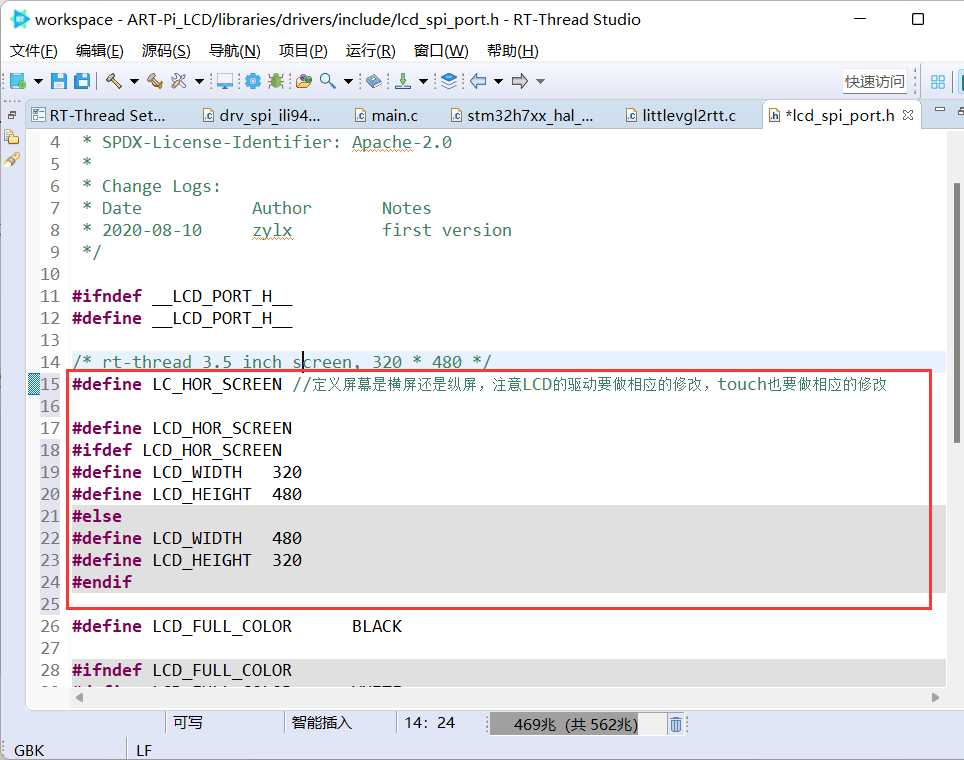 workspace - ART-Pi_LCD/libraries/drivers/include/lcd_spi_port.h - RT-Thread Studio
文件(F) 编辑(E) 源码(S) 导航(N) 项目(P) 运行(R) 窗口(W) 帮助(H)
快速访问
RT-Thread Set... drv_spi_ili94... main.c stm32h7xx_hal_... littlevgl2rtt.c *lcd_spi_port.h
4 * SPDX-License-Identifier: Apache-2.0
5 *
6 * Change Logs:
7 * Date Author Notes
8 * 2020-08-10 zylx first version
9 */
10
11 #ifndef __LCD_PORT_H__
12 #define __LCD_PORT_H__
13
14 /* rt-thread 3.5 inch screen, 320 * 480 */
15 #define LC_HOR_SCREEN //定义屏幕是横屏还是纵屏，注意LCD的驱动要做相应的修改，touch也要做相应的修改
16
17 #define LCD_HOR_SCREEN
18 #ifdef LCD_HOR_SCREEN
19 #define LCD_WIDTH 320
20 #define LCD_HEIGHT 480
21 #else
22 #define LCD_WIDTH 480
23 #define LCD_HEIGHT 320
24 #endif
25
26 #define LCD_FULL_COLOR BLACK
27
28 #ifndef LCD_FULL_COLOR
可写 智能插入 14: 24 469兆 (共 562兆)
GBK LF